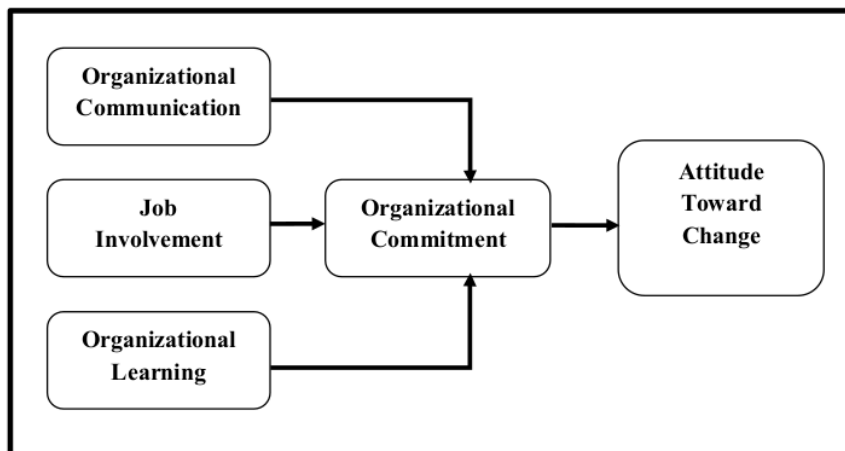 Organizational
Communication
Job
Involvement
Organizational
Commitment
Attitude
Toward
Change
Organizational
Learning